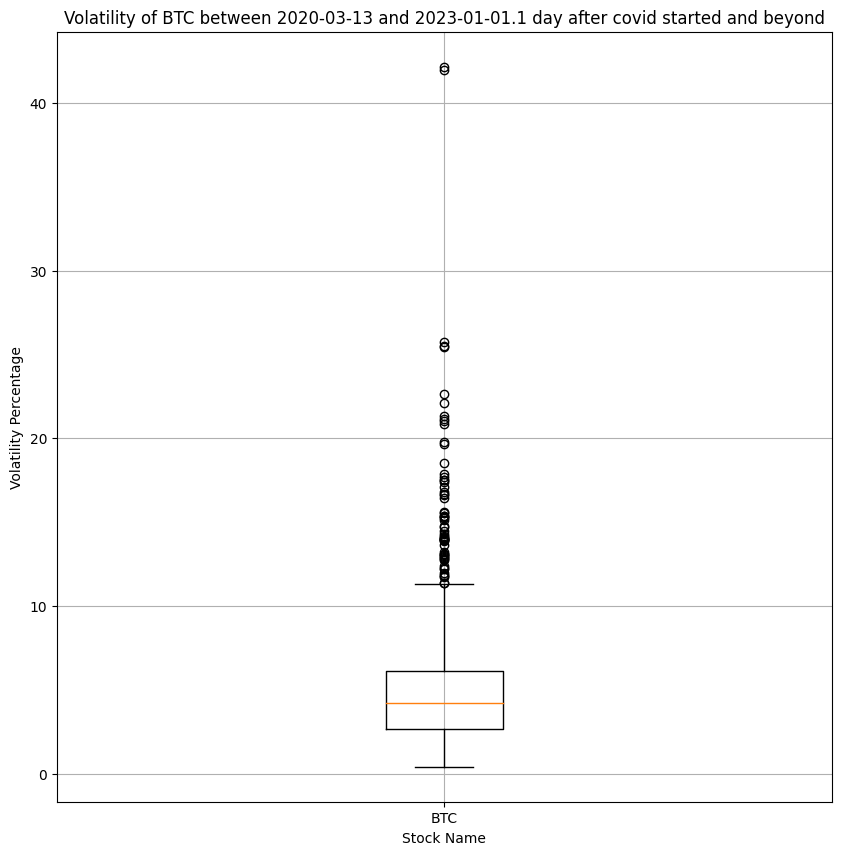 Volatility of BTC between 2020-03-13 and 2023-01-01.1 day after covid started and beyond
40
30
20
10
0
Volatility Percentage
BTC
Stock Name